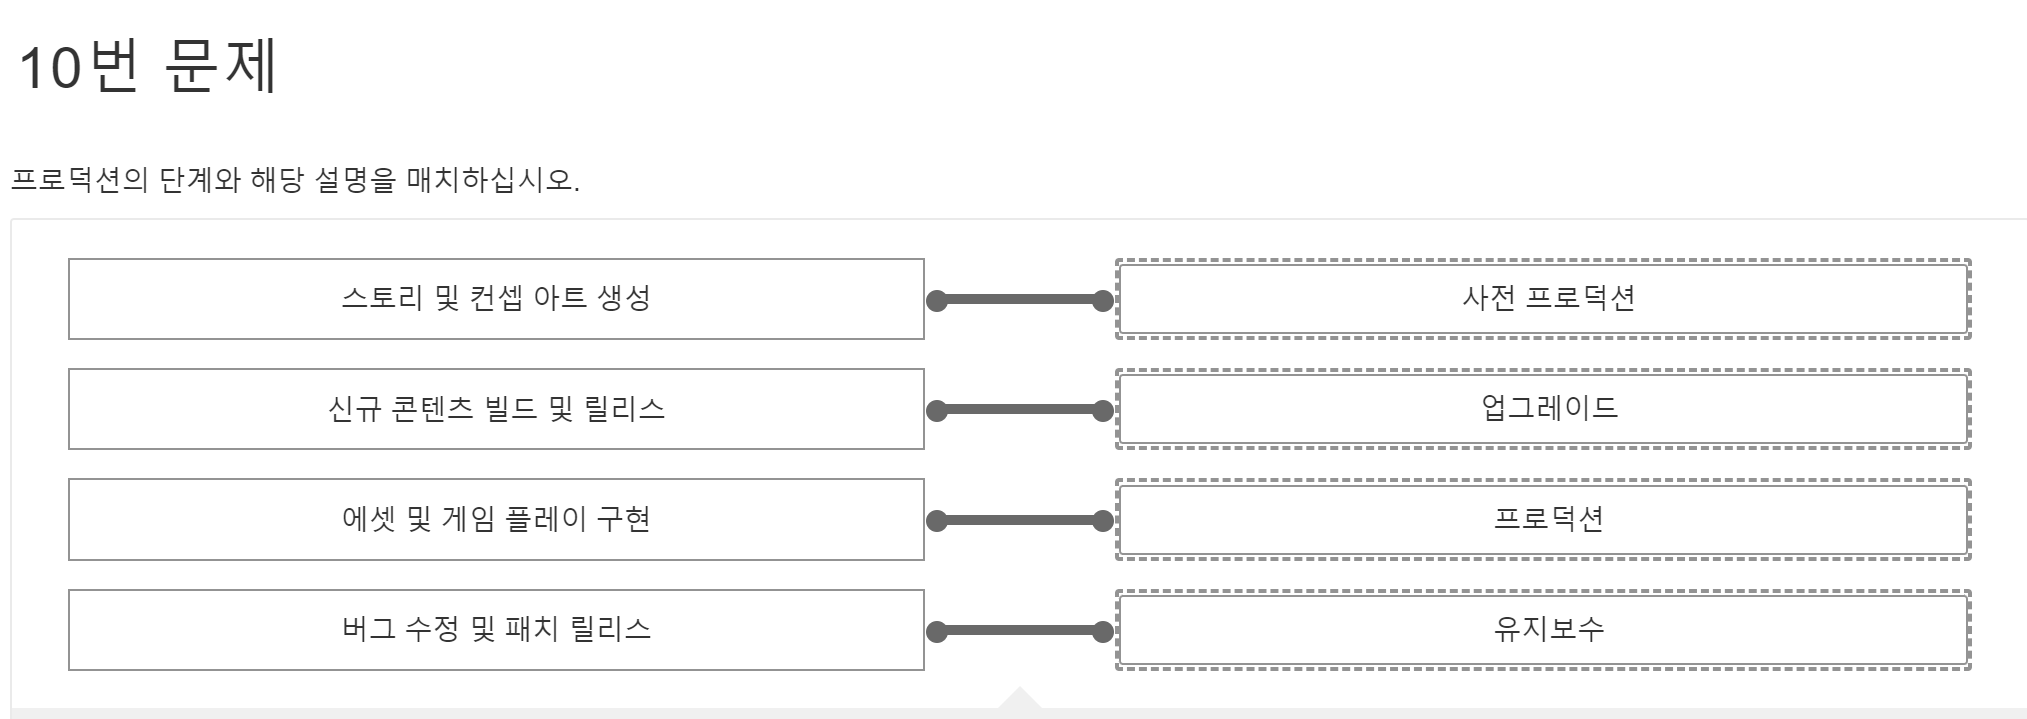 10번 문제
프로덕션의 단계와 해당 설명을 매치하십시오.
스토리 및 컨셉 아트 생성
사전 프로덕션
신규 콘텐츠 빌드 및 릴리스
업그레이드
에셋 및 게임 플레이 구현
프로덕션
버그 수정 및 패치 릴리스
유지보수